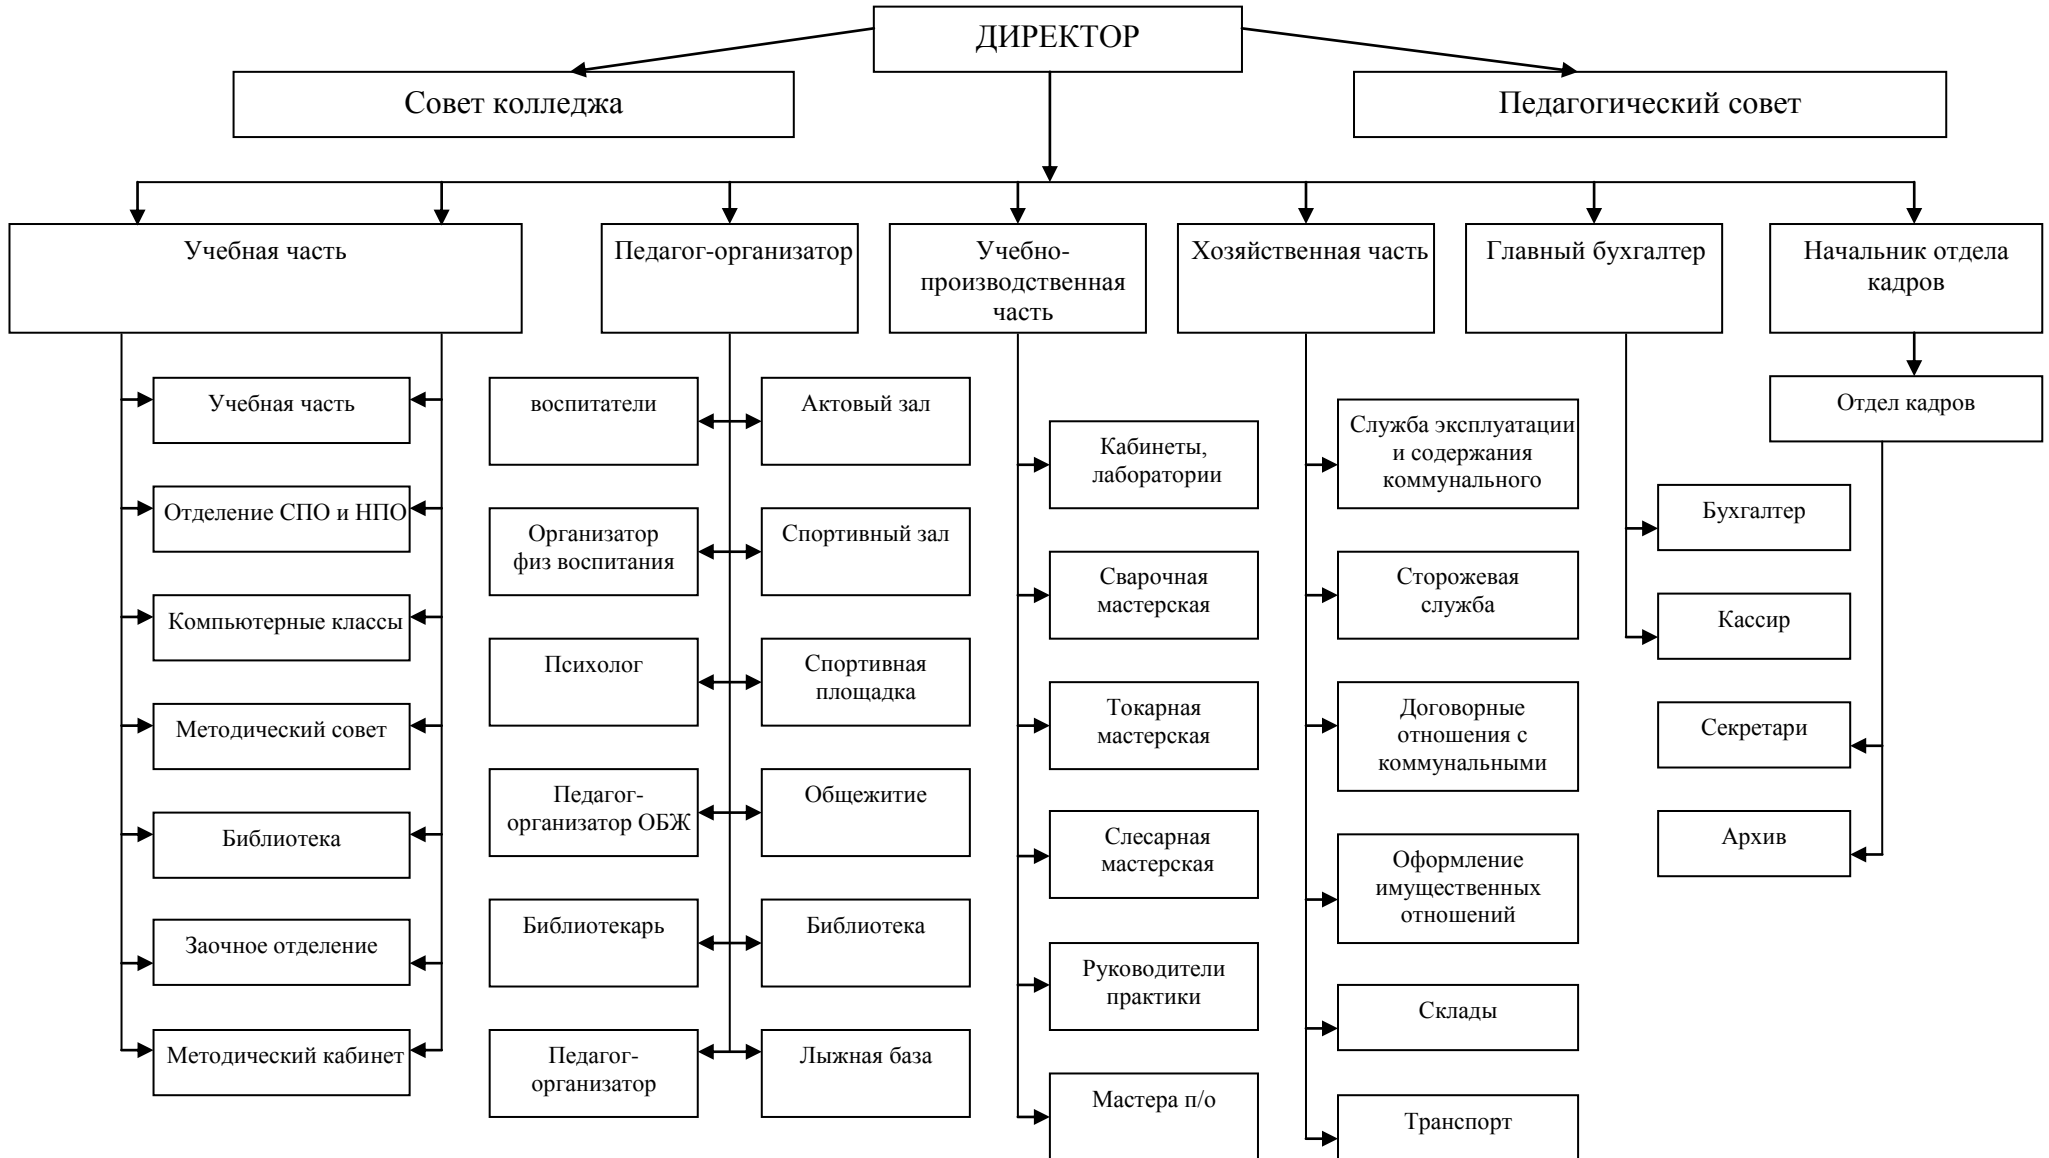 ДИРЕКТОР
Совет колледжа
Педагогический совет
Учебная часть
Педагог-организатор
Учебно-
производственная
часть
Хозяйственная часть
Главный бухгалтер
Начальник отдела
кадров
Учебная часть
Отделение СПО и НПО
Компьютерные классы
Методический совет
Библиотека
Заочное отделение
Методический кабинет
воспитатели
Организатор
физ воспитания
Психолог
Педагог-
организатор ОБЖ
Библиотекарь
Педагог-
организатор
Актовый зал
Спортивный зал
Спортивная
площадка
Общежитие
Библиотека
Лыжная база
Кабинеты,
лаборатории
Сварочная
мастерская
Токарная
мастерская
Слесарная
мастерская
Руководители
практики
Мастера п/о
Служба эксплуатации
и содержания
коммунального
Сторожевая
служба
Договорные
отношения с
коммунальными
Оформление
имущественных
отношений
Склады
Транспорт
Бухгалтер
Кассир
Отдел кадров
Секретари
Архив